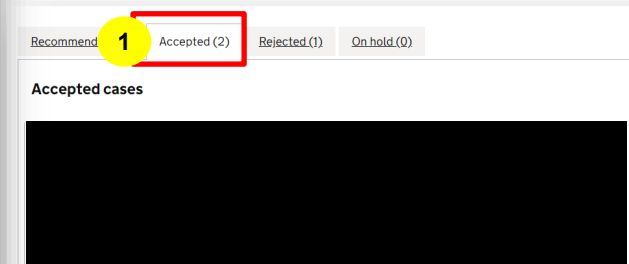 Recommend 1 Accepted (2) Rejected (1) On hold (0)
Accepted cases